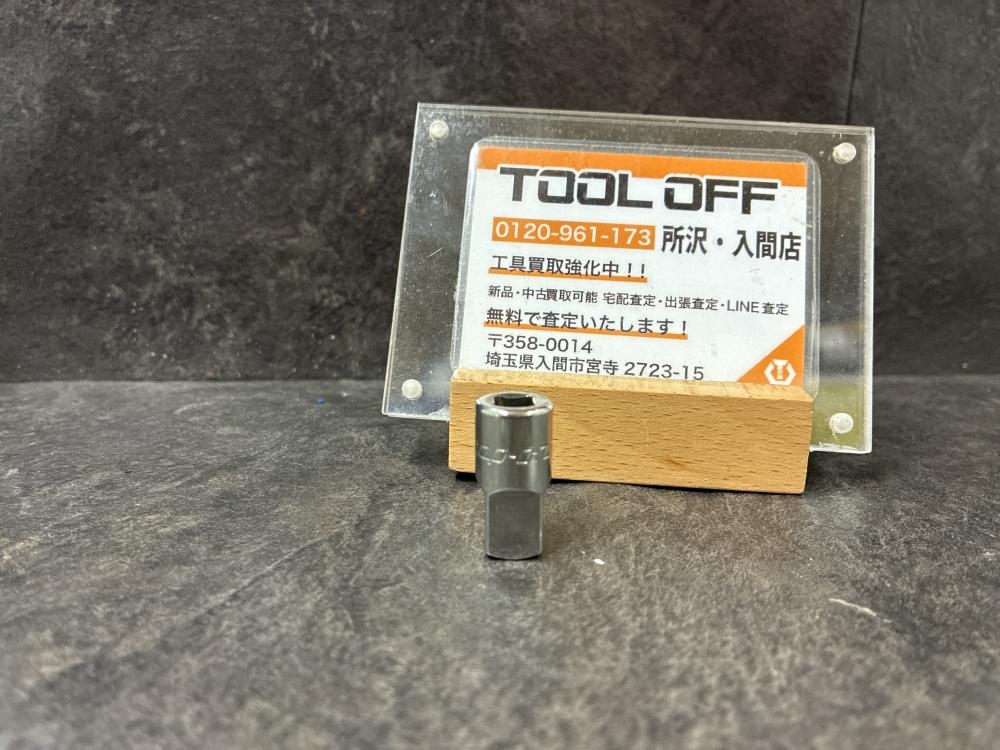 TOOL OFF
0120-961-173 所沢・入間店
工具買取強化中！！
新品・中古買取可能 宅配査定・出張査定・LINE査定
無料で査定いたします！
〒358-0014
埼玉県入間市宮寺 2723-15